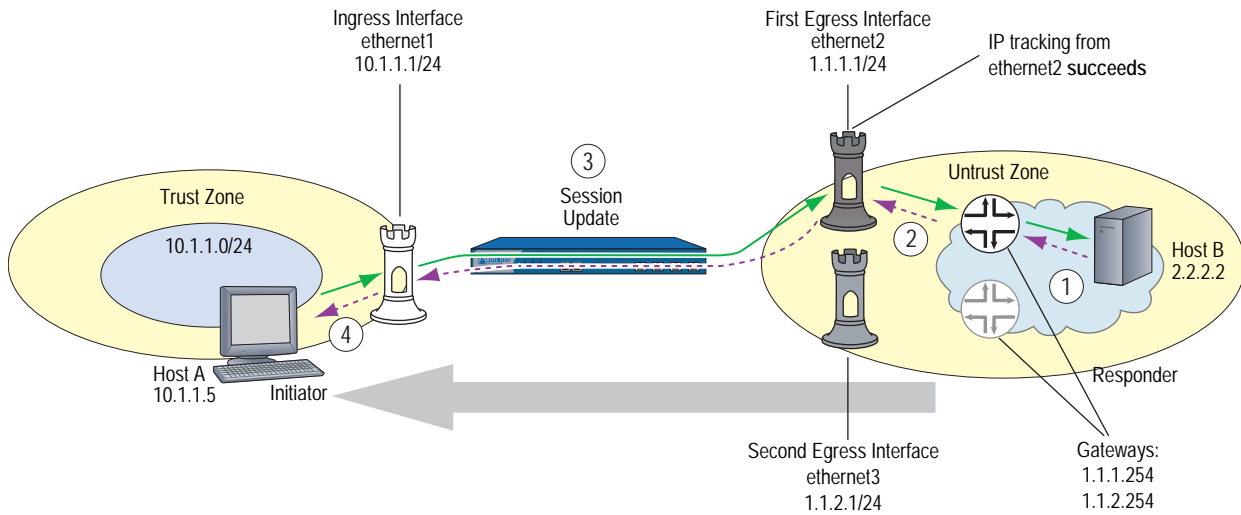 Ingress Interface
ethernet1
10.1.1.1/24
First Egress Interface
ethernet2
1.1.1.1/24
IP tracking from
ethernet2 succeeds
3
Session
Update
Trust Zone
10.1.1.0/24
Untrust Zone
Juniper
2
1
Host B
2.2.2.2
4
Host A
10.1.1.5
Initiator
Responder
Second Egress Interface
ethernet3
1.1.2.1/24
Gateways:
1.1.1.254
1.1.2.254